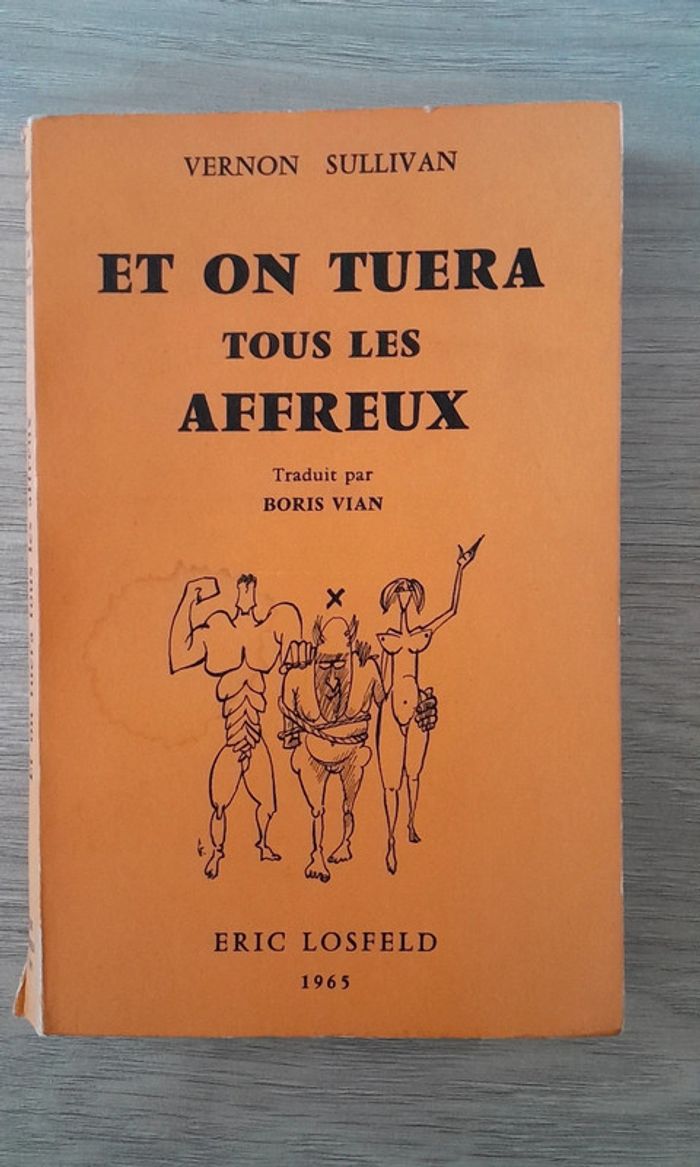 VERNON SULLIVAN
ET ON TUERA
TOUS LES
AFFREUX
Traduit par
BORIS VIAN
X
ERIC LOSFELD
1965